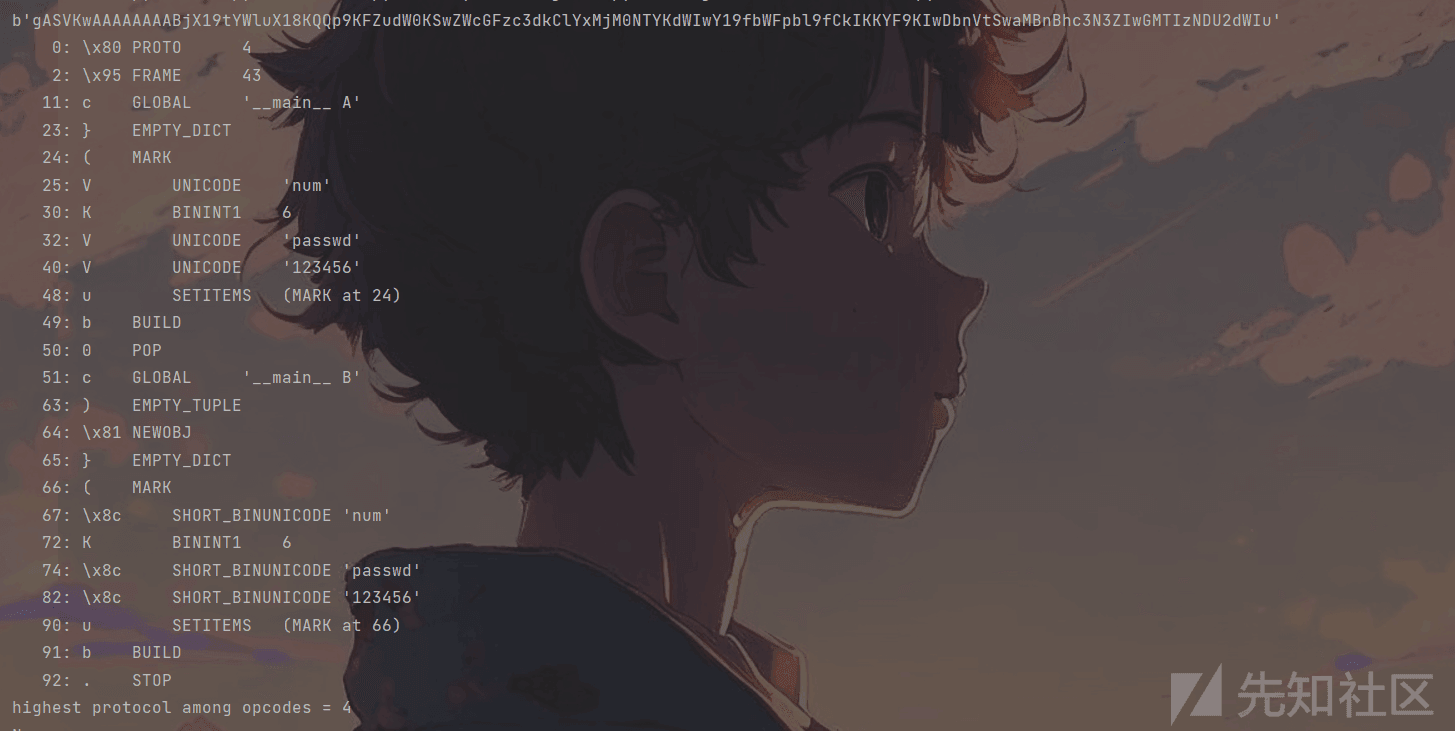 b'gASVKwAAAAAAAABjX19tYWluX18KQQp9KFZudW0KSwZWcGFzc3dkClYxMjM0NTYKdWIwY19fbWFpbl9fCkIKKYF9KIwDbnVtSwaMBnBhc3N3ZIwGMTIzNDU2dWIu'
0: \x80 PROTO 4
2: \x95 FRAME 43
11: c GLOBAL '__main__ A'
23: } EMPTY_DICT
24: ( MARK
25: V UNICODE 'num'
30: K BININT1 6
32: V UNICODE 'passwd'
40: V UNICODE '123456'
48: u SETITEMS (MARK at 24)
49: b BUILD
50: 0 POP
51: c GLOBAL '__main__ B'
63: ) EMPTY_TUPLE
64: \x81 NEWOBJ
65: } EMPTY_DICT
66: ( MARK
67: \x8c SHORT_BINUNICODE 'num'
72: K BININT1 6
74: \x8c SHORT_BINUNICODE 'passwd'
82: \x8c SHORT_BINUNICODE '123456'
90: u SETITEMS (MARK at 66)
91: b BUILD
92: . STOP
highest protocol among opcodes = 4
先知社区